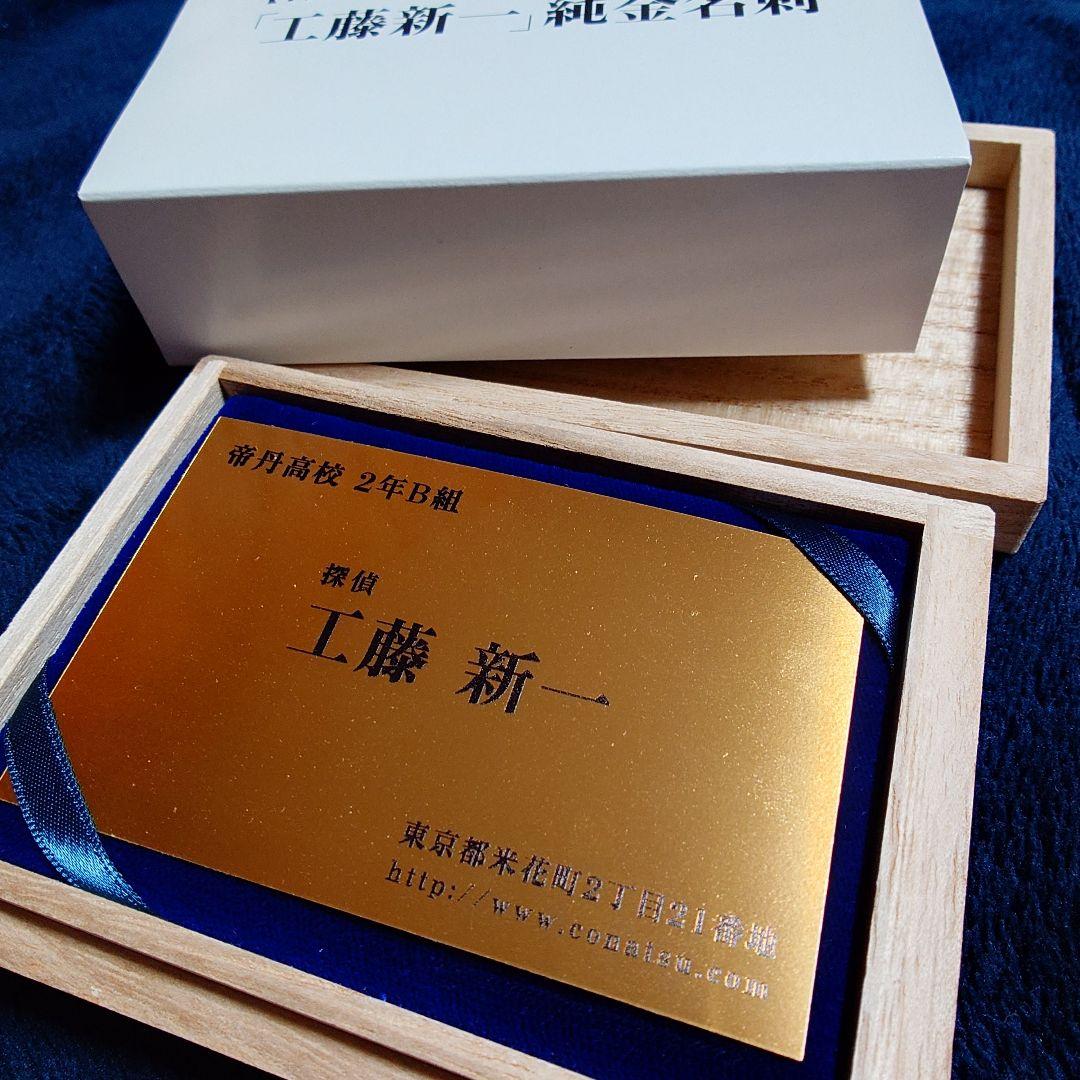 「工藤新一」純金名刺
帝丹高校 2年B組
探偵
工藤 新一
東京都米花町2丁目21番地
http://www.conatsu.com